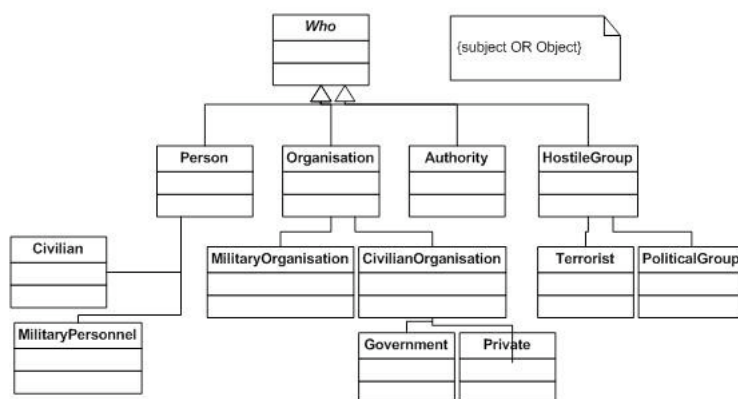 Who
{subject OR Object}
Person
Organisation
Authority
HostileGroup
Civilian
MilitaryOrganisation
CivilianOrganisation
Terrorist
PoliticalGroup
MilitaryPersonnel
Government
Private